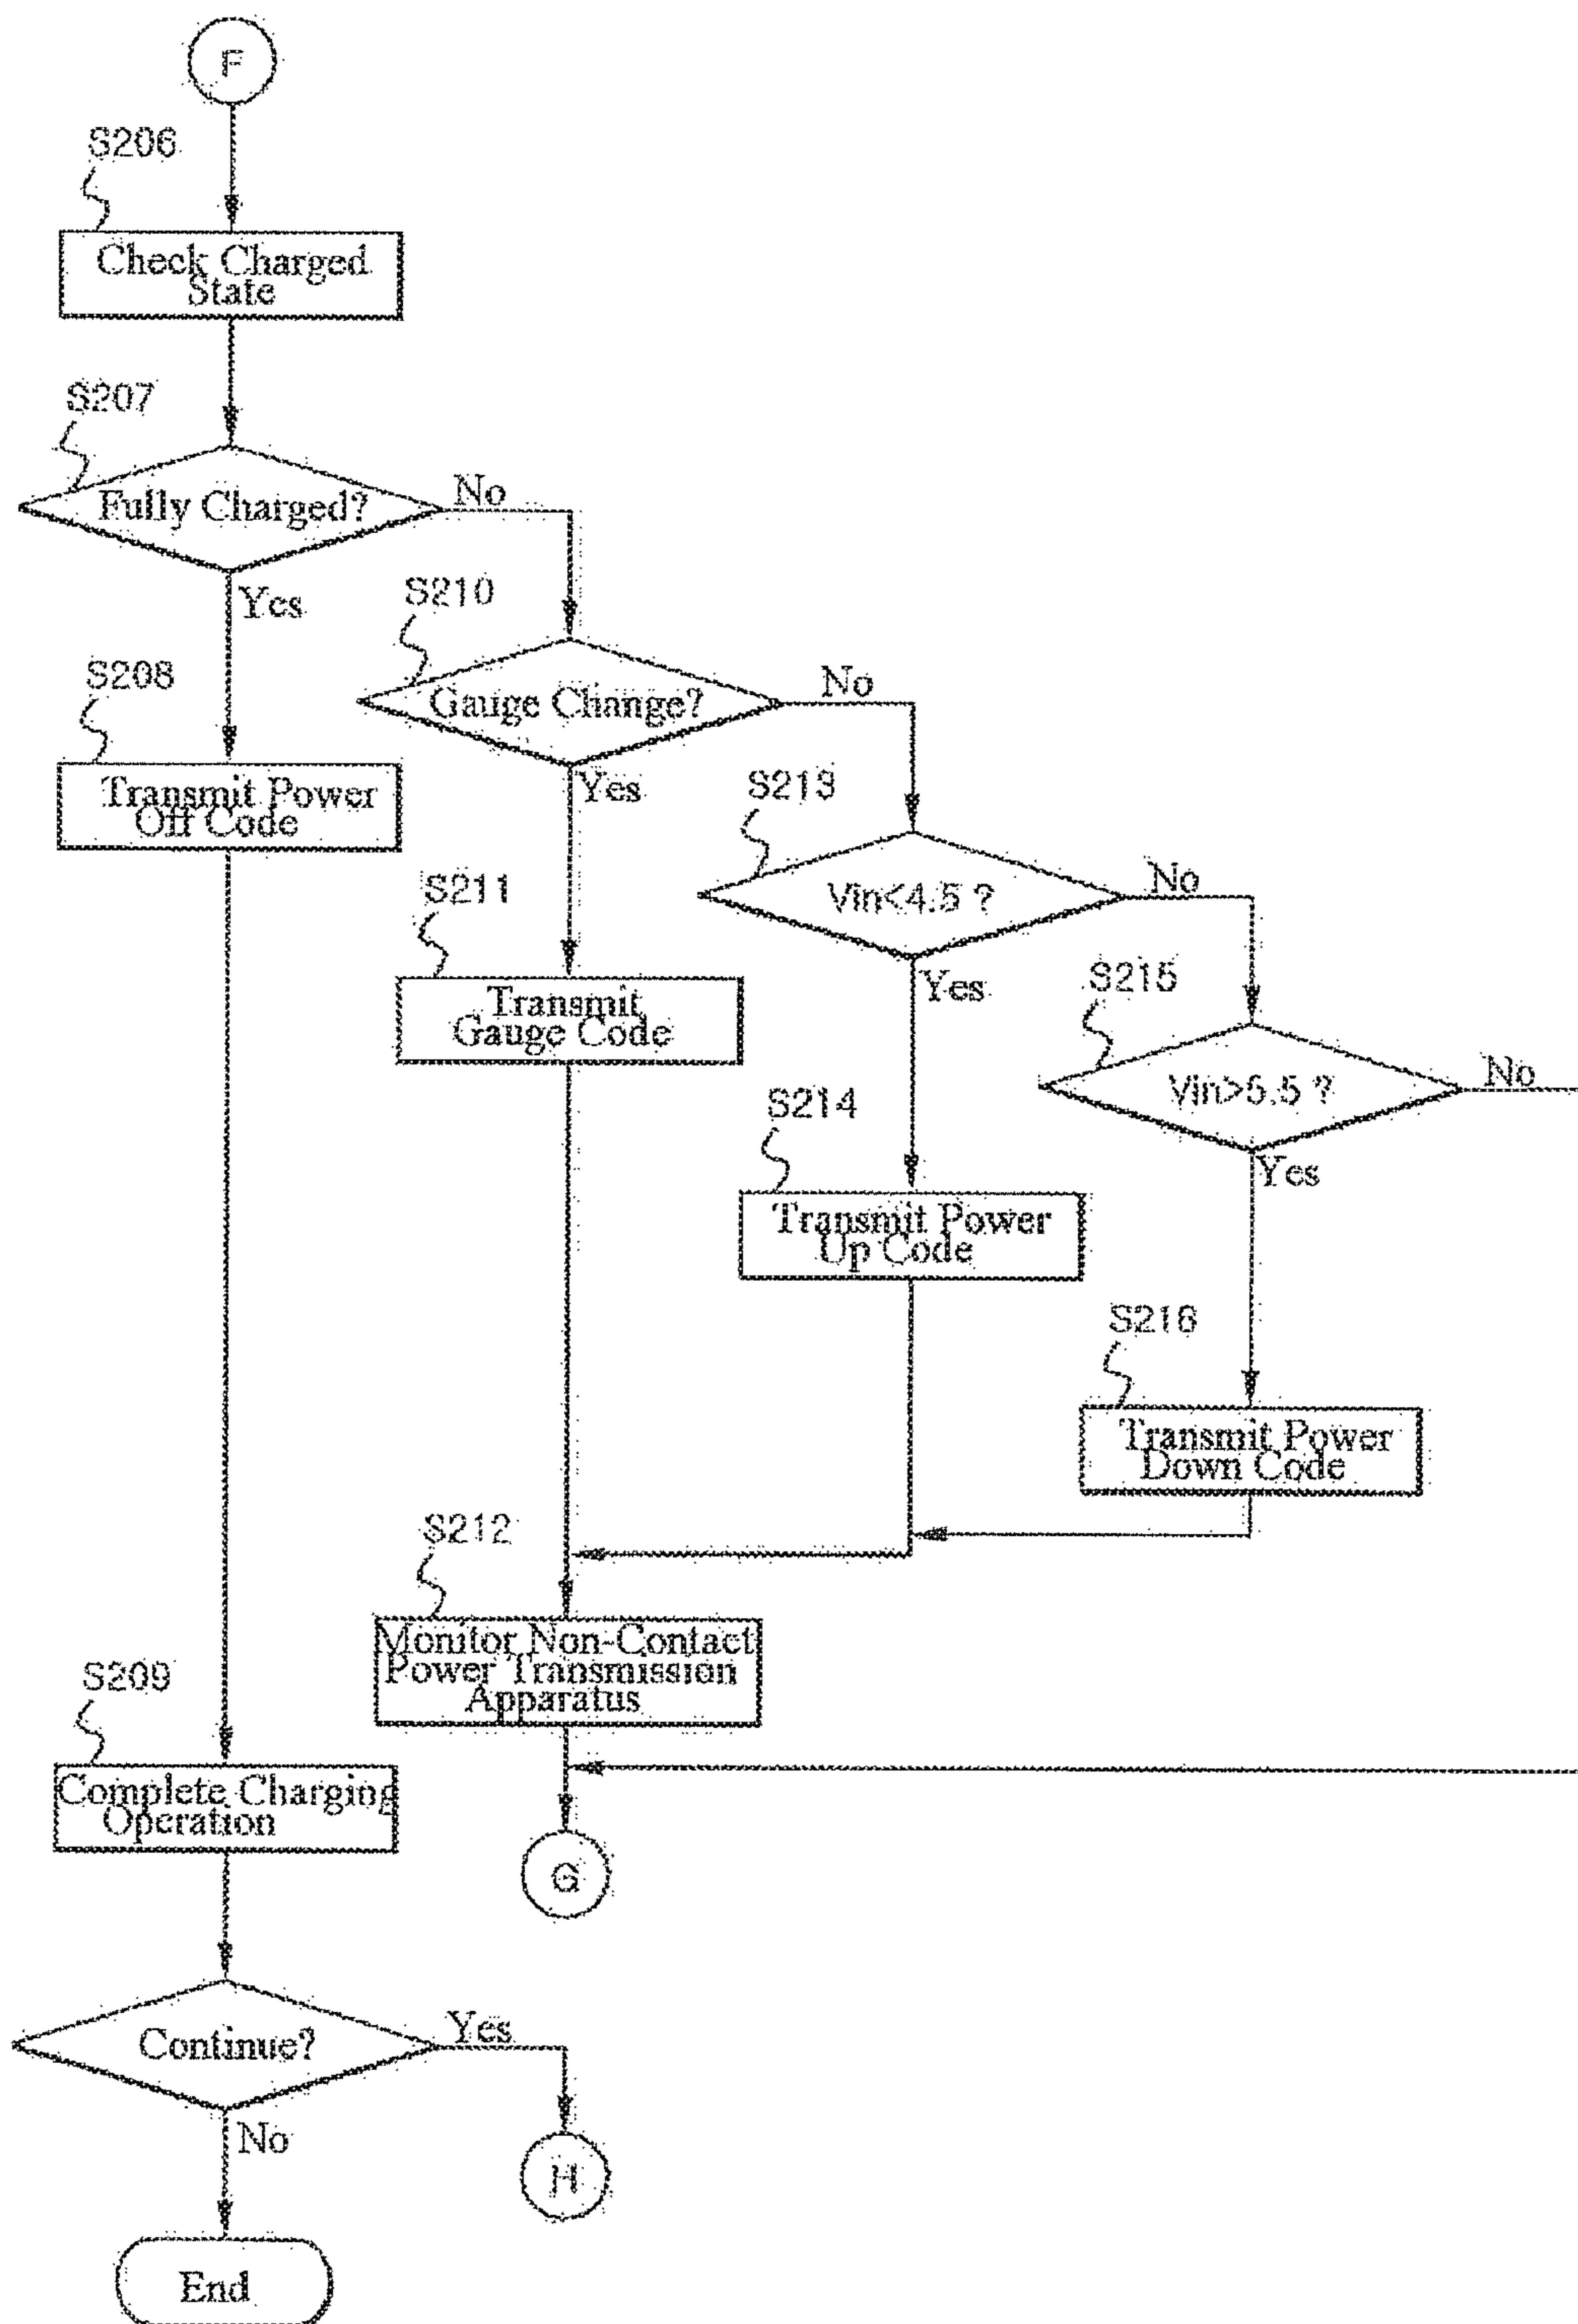 F
S206
Check Charged
State
S207
Fully Charged?
No
Yes
S208
Transmit Power
Off Code
S210
Gauge Change?
No
Yes
S211
Transmit
Gauge Code
S213
Vin<4.5 ?
No
Yes
S214
Transmit Power
Up Code
S215
Vin>5.5 ?
No
Yes
S216
Transmit Power
Down Code
S212
Monitor Non-Contact
Power Transmission
Apparatus
G
S209
Complete Charging
Operation
Continue?
Yes
H
No
End